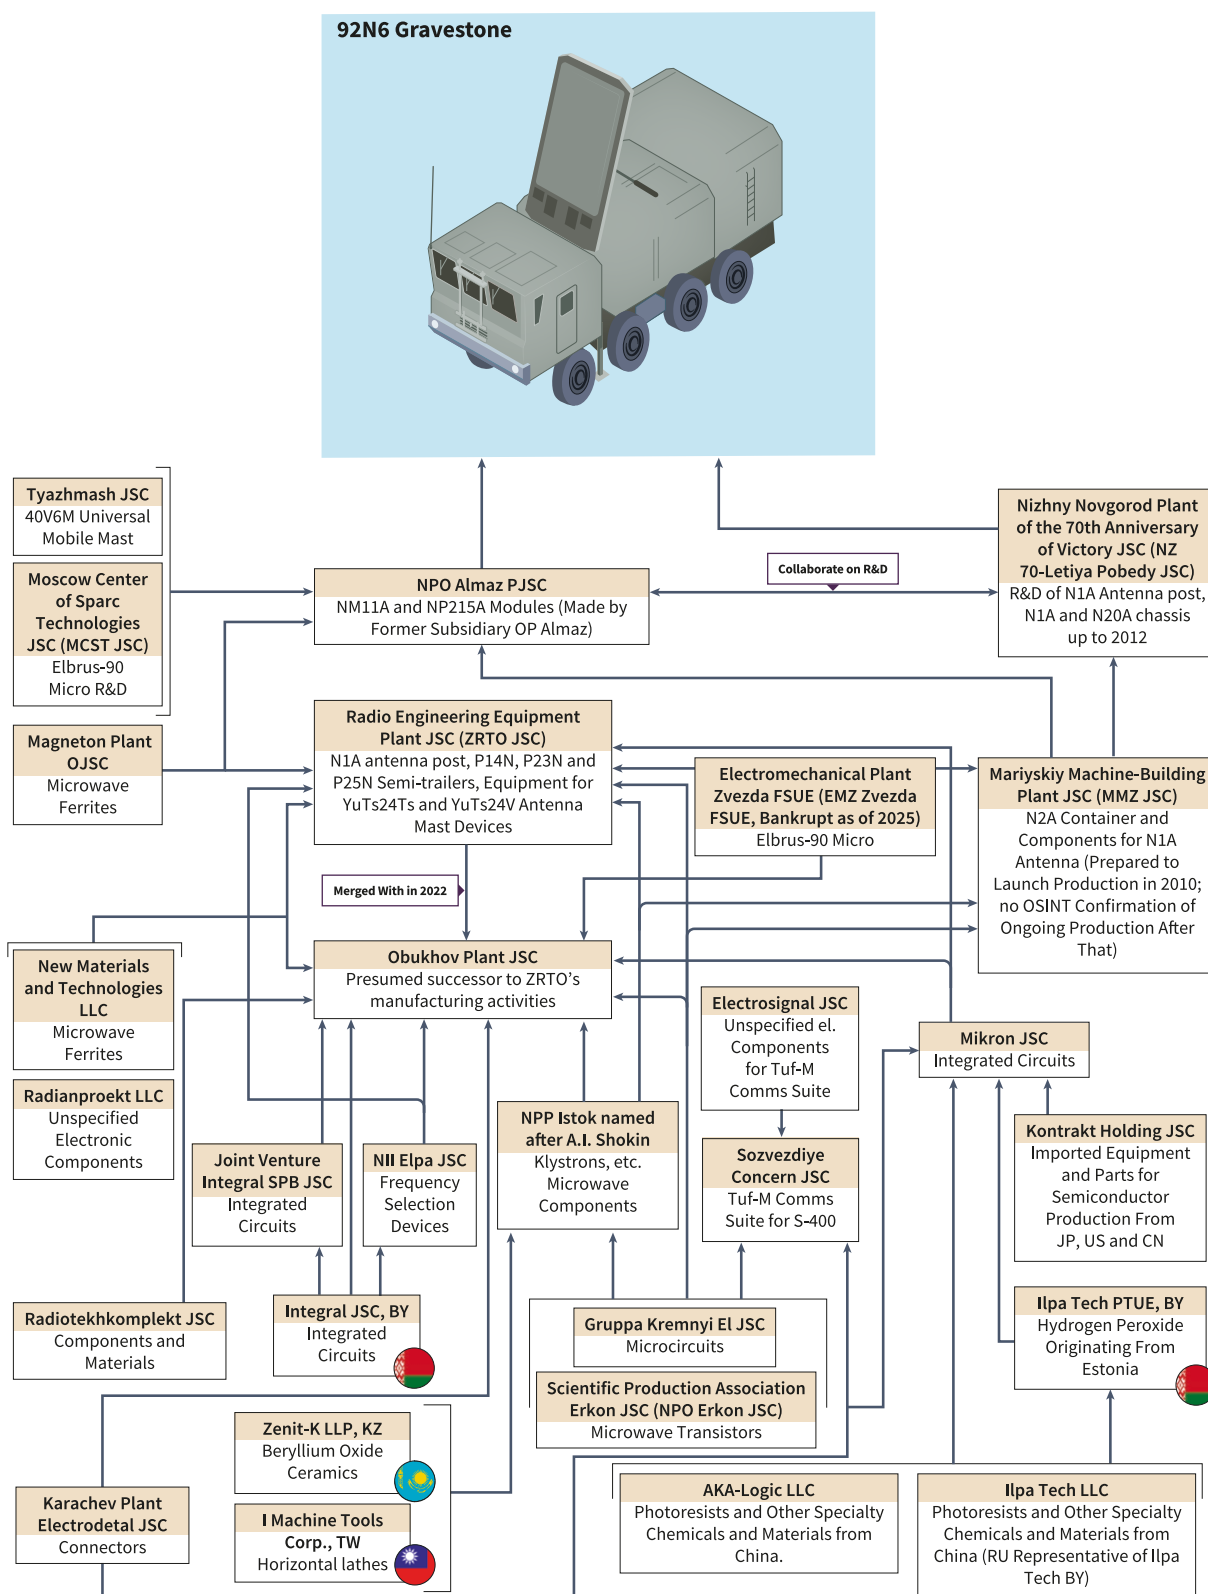 92N6 Gravestone
Tyazhmash JSC
40V6M Universal
Mobile Mast
Moscow Center
of Sparc
Technologies
JSC (MCST JSC)
Elbrus-90
Micro R&D
Magneton Plant
OJSC
Microwave
Ferrites
NPO Almaz PJSC
NM11A and NP215A Modules (Made by
Former Subsidiary OP Almaz)
Collaborate on R&D
Nizhny Novgorod Plant
of the 70th Anniversary
of Victory JSC (NZ
70-Letiya Pobedy JSC)
R&D of N1A Antenna post,
N1A and N20A chassis
up to 2012
Radio Engineering Equipment
Plant JSC (ZRTO JSC)
N1A antenna post, P14N, P23N and
P25N Semi-trailers, Equipment for
YuTs24Ts and YuTs24V Antenna
Mast Devices
Electromechanical Plant
Zvezda FSUE (EMZ Zvezda
FSUE, Bankrupt as of 2025)
Elbrus-90 Micro
Mariyskiy Machine-Building
Plant JSC (MMZ JSC)
N2A Container and
Components for N1A
Antenna (Prepared to
Launch Production in 2010;
no OSINT Confirmation of
Ongoing Production After
That)
Merged With in 2022
New Materials
and Technologies
LLC
Microwave
Ferrites
Radianproekt LLC
Unspecified
Electronic
Components
Obukhov Plant JSC
Presumed successor to ZRTO's
manufacturing activities
Electrosignal JSC
Unspecified el.
Components
for Tuf-M
Comms Suite
Mikron JSC
Integrated Circuits
Joint Venture
Integral SPB JSC
Integrated
Circuits
NII Elpa JSC
Frequency
Selection
Devices
NPP Istok named
after A.I. Shokin
Klystrons, etc.
Microwave
Components
Sozvezdiye
Concern JSC
Tuf-M Comms
Suite for S-400
Kontrakt Holding JSC
Imported Equipment
and Parts for
Semiconductor
Production From
JP, US and CN
Radiotekhkomplekt JSC
Components and
Materials
Integral JSC, BY
Integrated
Circuits
Gruppa Kremnyi El JSC
Microcircuits
Scientific Production Association
Erkon JSC (NPO Erkon JSC)
Microwave Transistors
Ilpa Tech PTUE, BY
Hydrogen Peroxide
Originating From
Estonia
Zenit-K LLP, KZ
Beryllium Oxide
Ceramics
I Machine Tools
Corp., TW
Horizontal lathes
Karachev Plant
Electrodetal JSC
Connectors
AKA-Logic LLC
Photoresists and Other Specialty
Chemicals and Materials from
China.
Ilpa Tech LLC
Photoresists and Other Specialty
Chemicals and Materials from
China (RU Representative of Ilpa
Tech BY)